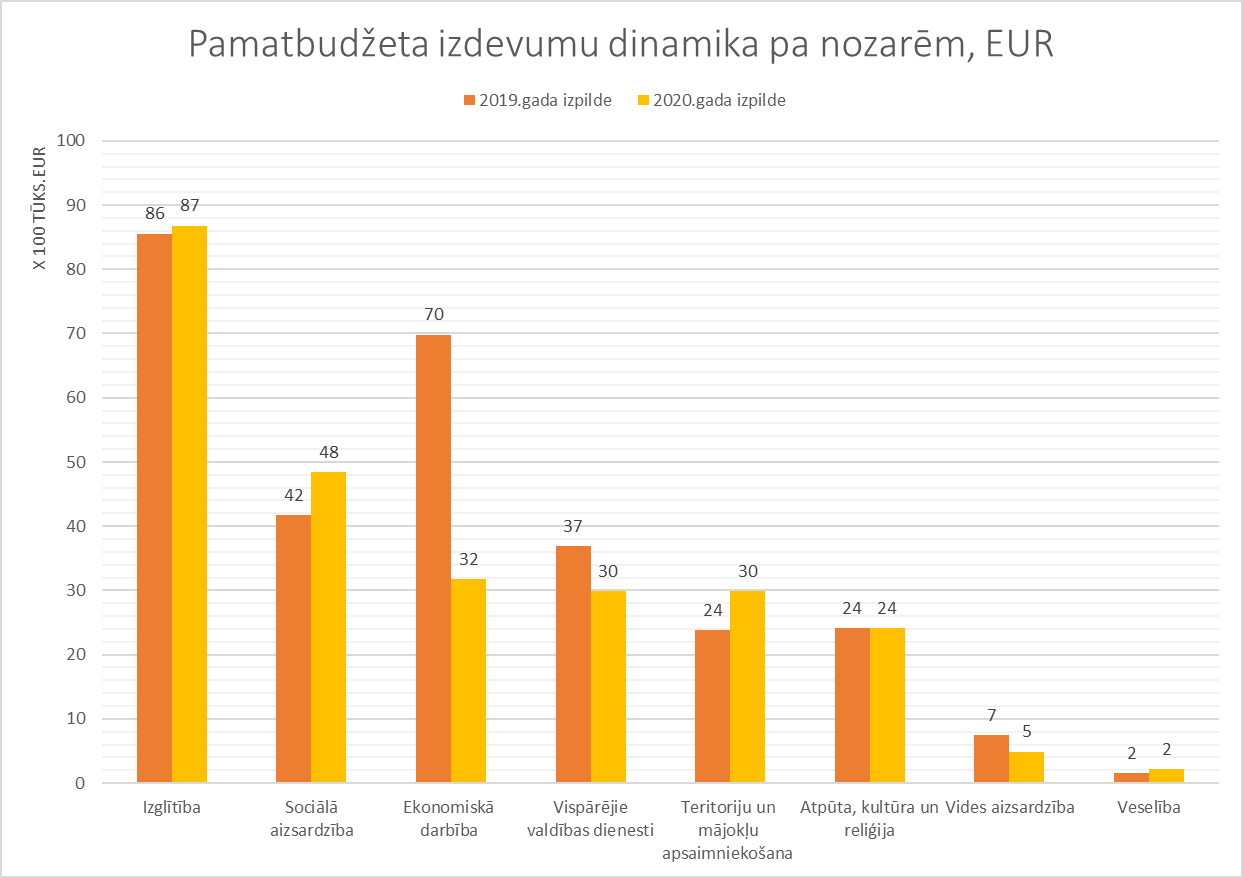 Pamatbudžeta izdevumu dinamika pa nozarēm, EUR
2019.gada izpilde 2020.gada izpilde
X 100 TŪKS.EUR
100
90
80
70
60
50
40
30
20
10
0
86 87
42 48
70 32
37 30
24 30
24 24
7 5
2 2
Izglītība
Sociālā
aizsardzība
Ekonomiskā
darbība
Vispārējie
valdības dienesti
Teritoriju un
mājokļu
apsaimniekošana
Atpūta, kultūra un
reliģija
Vides aizsardzība
Veselība